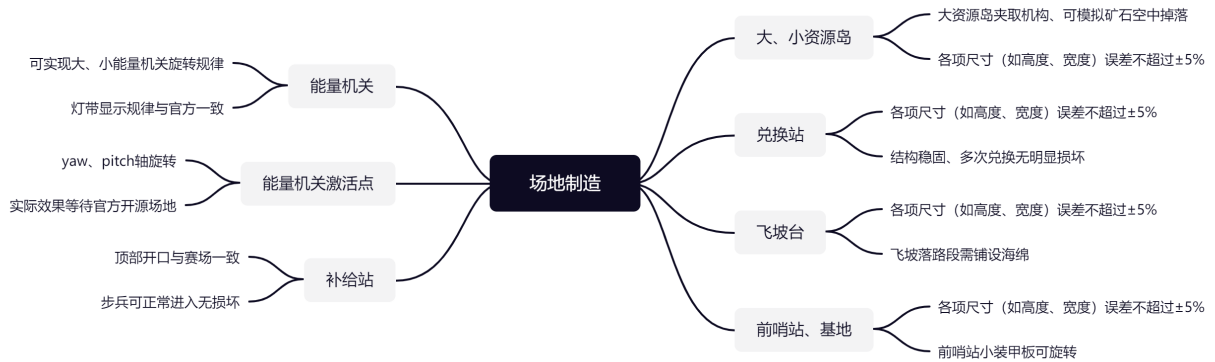 场地制造
大、小资源岛
大资源岛夹取机构、可模拟矿石空中掉落
各项尺寸（如高度、宽度）误差不超过±5%
兑换站
各项尺寸（如高度、宽度）误差不超过±5%
结构稳固、多次兑换无明显损坏
飞坡台
各项尺寸（如高度、宽度）误差不超过±5%
飞坡落路段需铺设海绵
前哨站、基地
各项尺寸（如高度、宽度）误差不超过±5%
前哨站小装甲板可旋转
能量机关
可实现大、小能量机关旋转规律
灯带显示规律与官方一致
能量机关激活点
yaw、pitch轴旋转
实际效果等待官方开源场地
补给站
顶部开口与赛场一致
步兵可正常进入无损坏